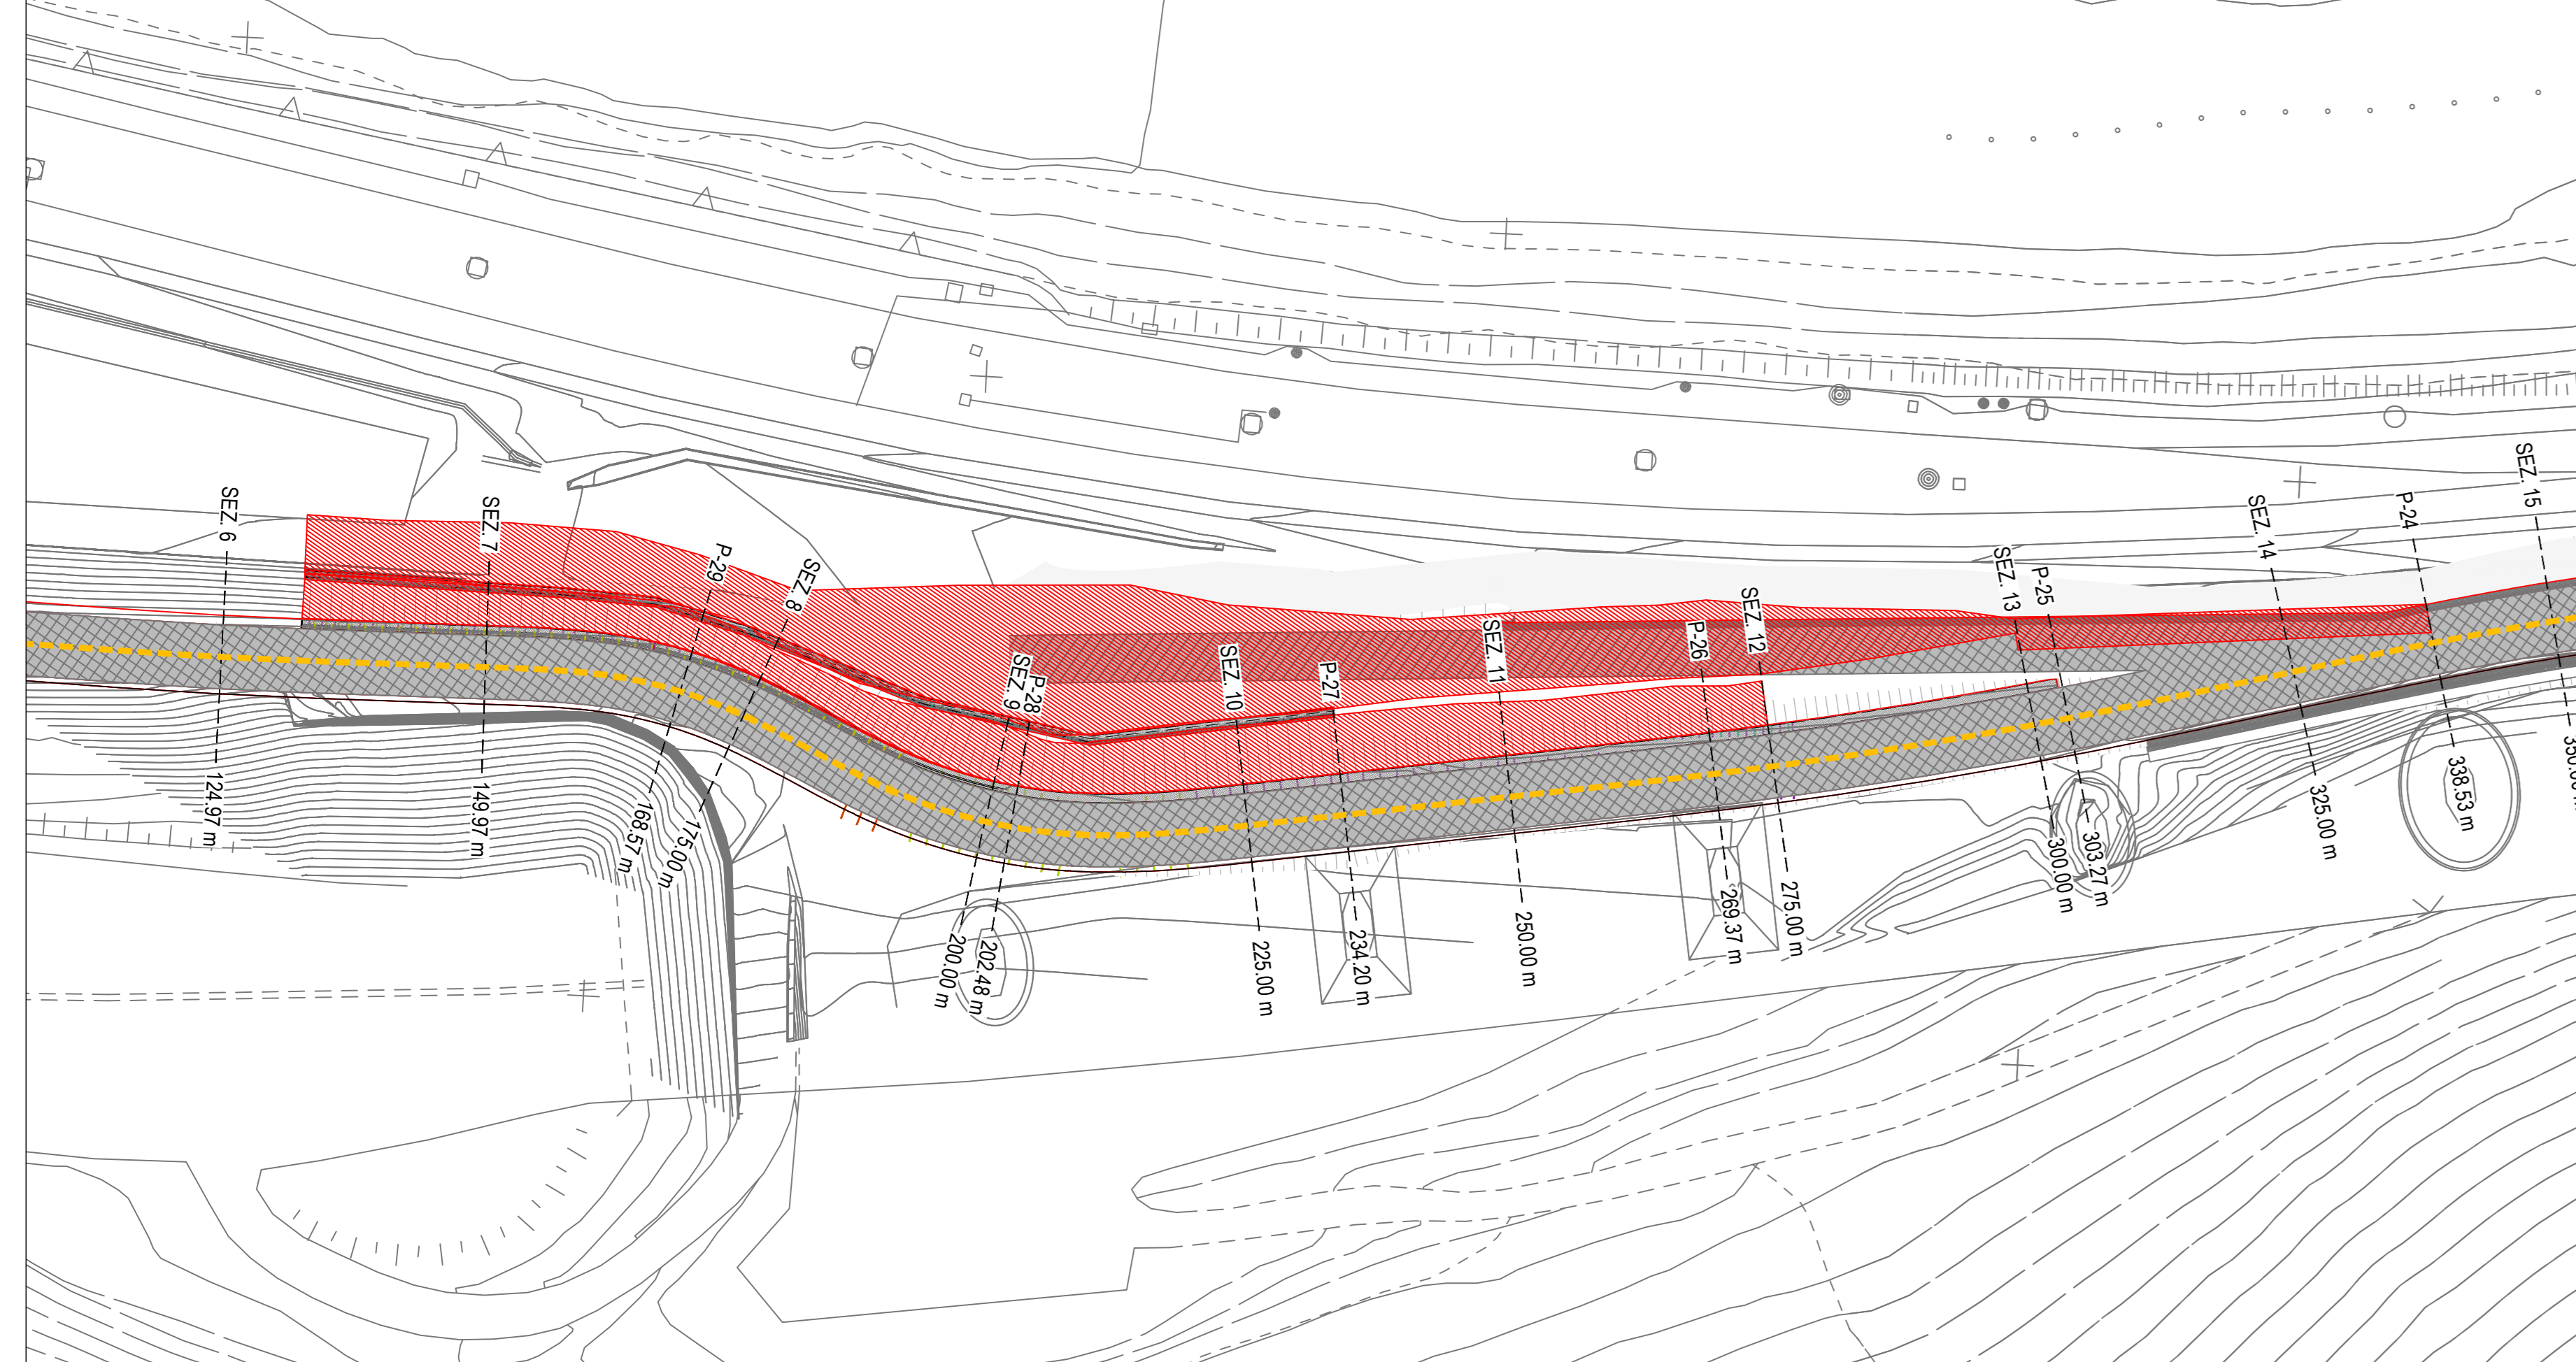 SEZ. 6
124.97 m
SEZ. 7
149.97 m
P-29
168.57 m
SEZ. 8
175.00 m
SEZ. 9
200.00 m
P-28
202.48 m
SEZ. 10
225.00 m
P-27
234.20 m
SEZ. 11
250.00 m
P-26
269.37 m
SEZ. 12
275.00 m
SEZ. 13
300.00 m
P-25
303.27 m
SEZ. 14
325.00 m
P-24
338.53 m
SEZ. 15